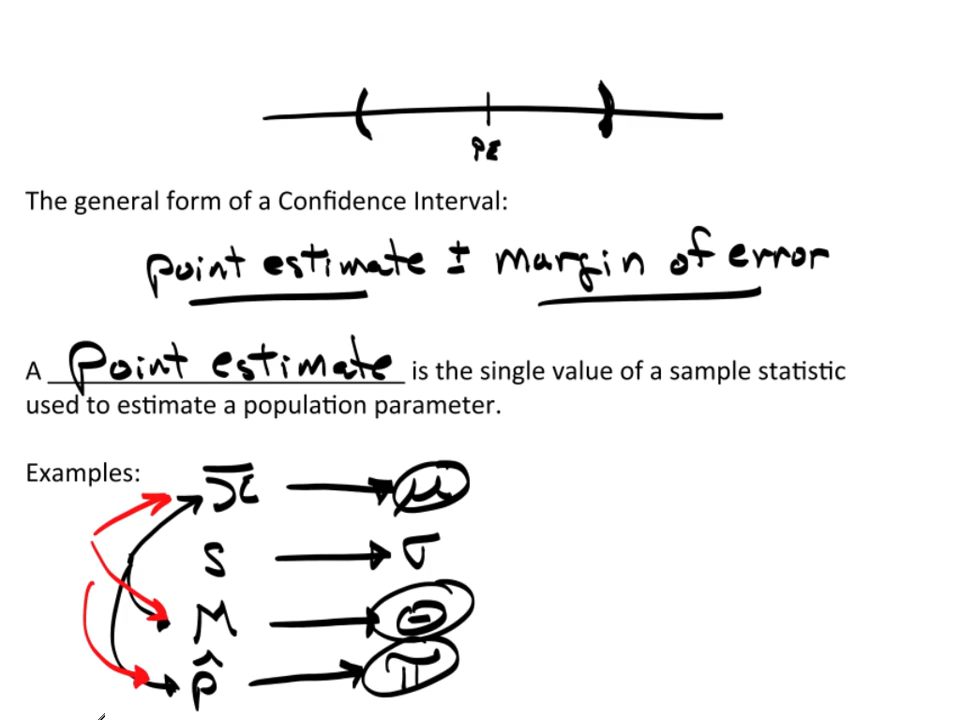 PE
The general form of a Confidence Interval:
point estimate ± margin of error
A Point estimate is the single value of a sample statistic
used to estimate a population parameter.
Examples: x̄ → μ
S → σ
M → Θ
p̂ → π